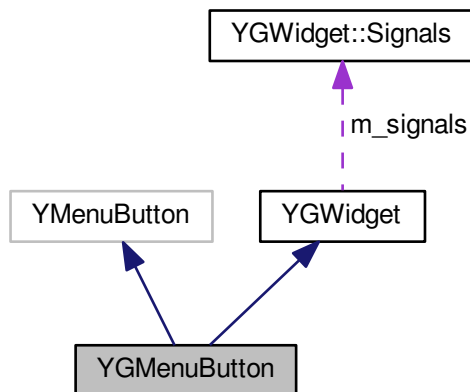 YGWidget::Signals
m_signals
YMenuButton
YGWidget
YGMenuButton